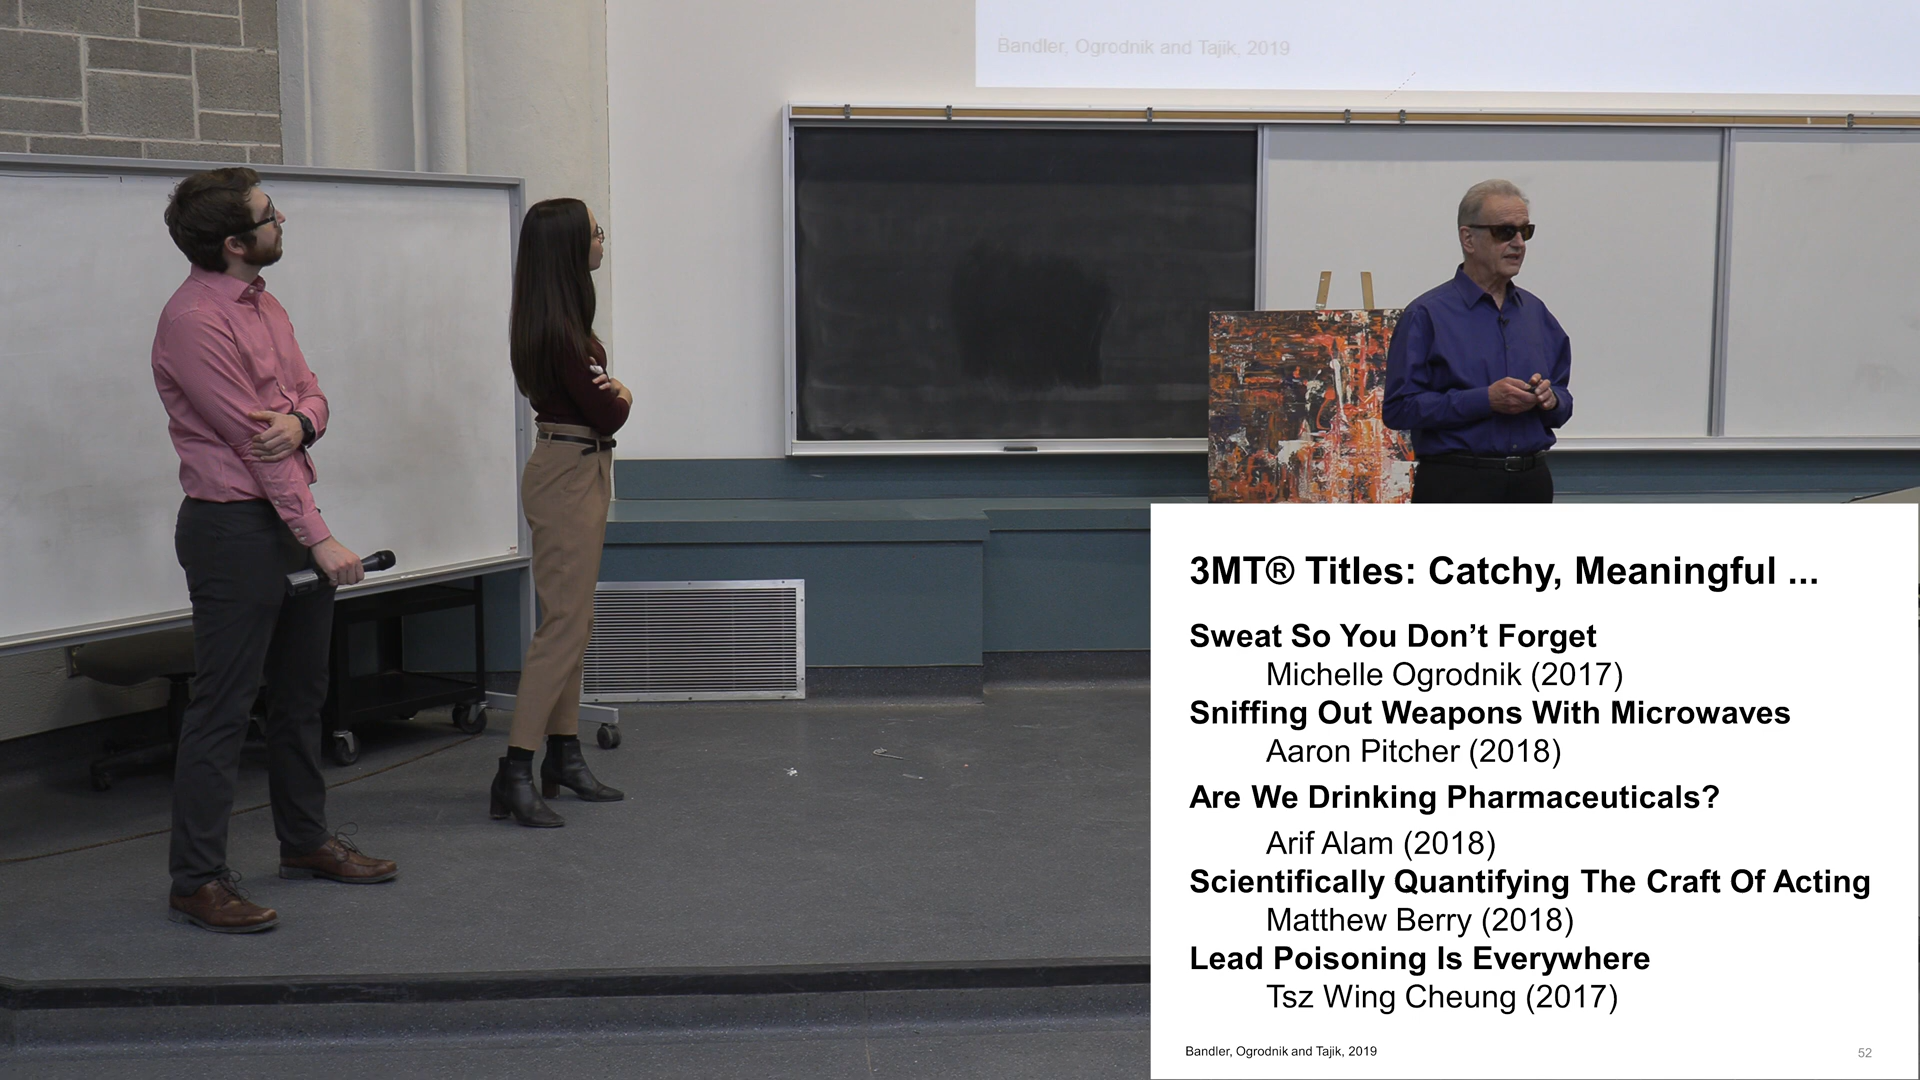 Bandler, Ogrodnik and Tajik, 2019
3MT® Titles: Catchy, Meaningful ...
Sweat So You Don’t Forget
Michelle Ogrodnik (2017)
Sniffing Out Weapons With Microwaves
Aaron Pitcher (2018)
Are We Drinking Pharmaceuticals?
Arif Alam (2018)
Scientifically Quantifying The Craft Of Acting
Matthew Berry (2018)
Lead Poisoning Is Everywhere
Tsz Wing Cheung (2017)
Bandler, Ogrodnik and Tajik, 2019
52